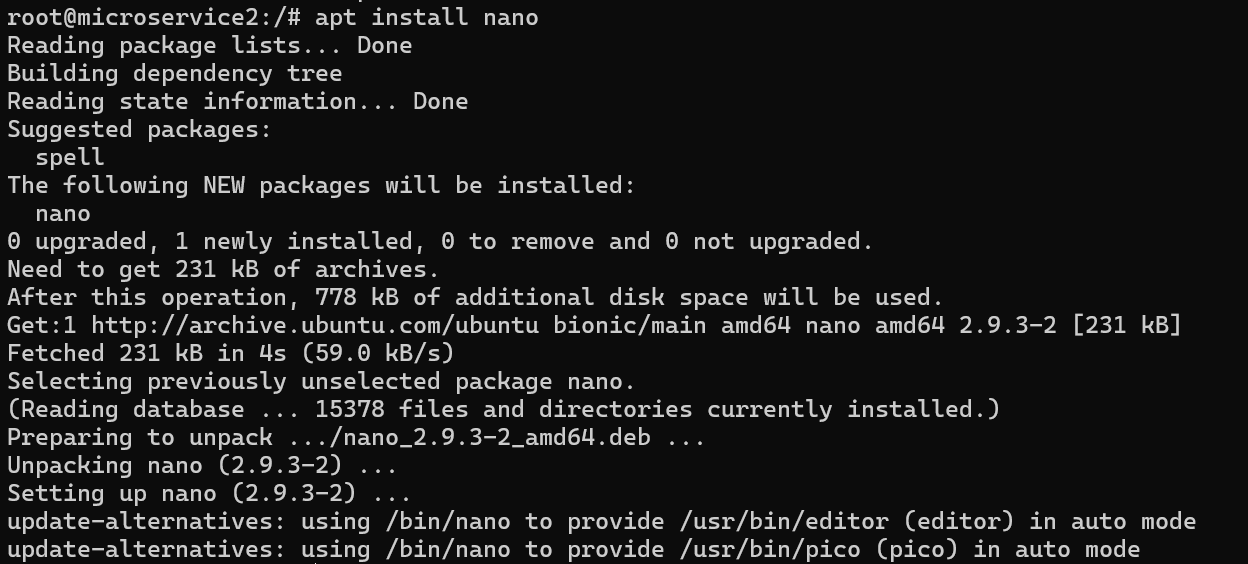 root@microservice2:/# apt install nano
Reading package lists... Done
Building dependency tree
Reading state information... Done
Suggested packages:
  spell
The following NEW packages will be installed:
  nano
0 upgraded, 1 newly installed, 0 to remove and 0 not upgraded.
Need to get 231 kB of archives.
After this operation, 778 kB of additional disk space will be used.
Get:1 http://archive.ubuntu.com/ubuntu bionic/main amd64 nano amd64 2.9.3-2 [231 kB]
Fetched 231 kB in 4s (59.0 kB/s)
Selecting previously unselected package nano.
(Reading database ... 15378 files and directories currently installed.)
Preparing to unpack .../nano_2.9.3-2_amd64.deb ...
Unpacking nano (2.9.3-2) ...
Setting up nano (2.9.3-2) ...
update-alternatives: using /bin/nano to provide /usr/bin/editor (editor) in auto mode
update-alternatives: using /bin/nano to provide /usr/bin/pico (pico) in auto mode